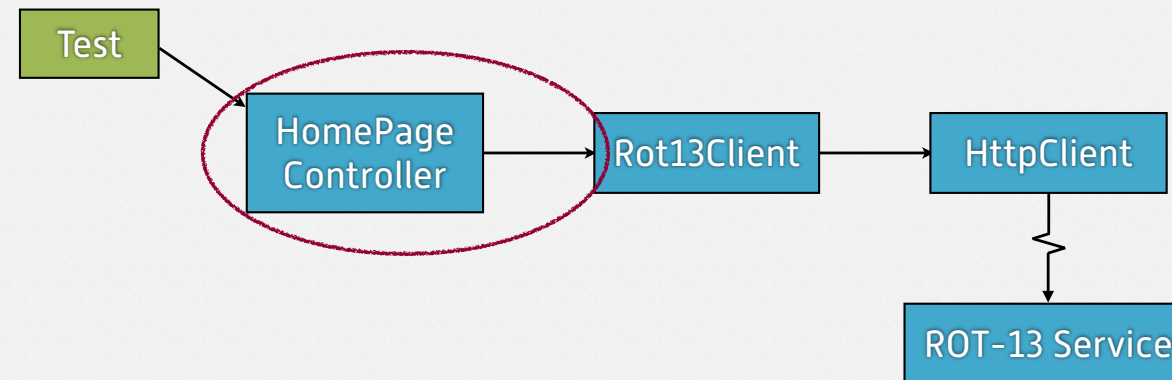 Test
HomePage
Controller
Rot13Client
HttpClient
ROT-13 Service